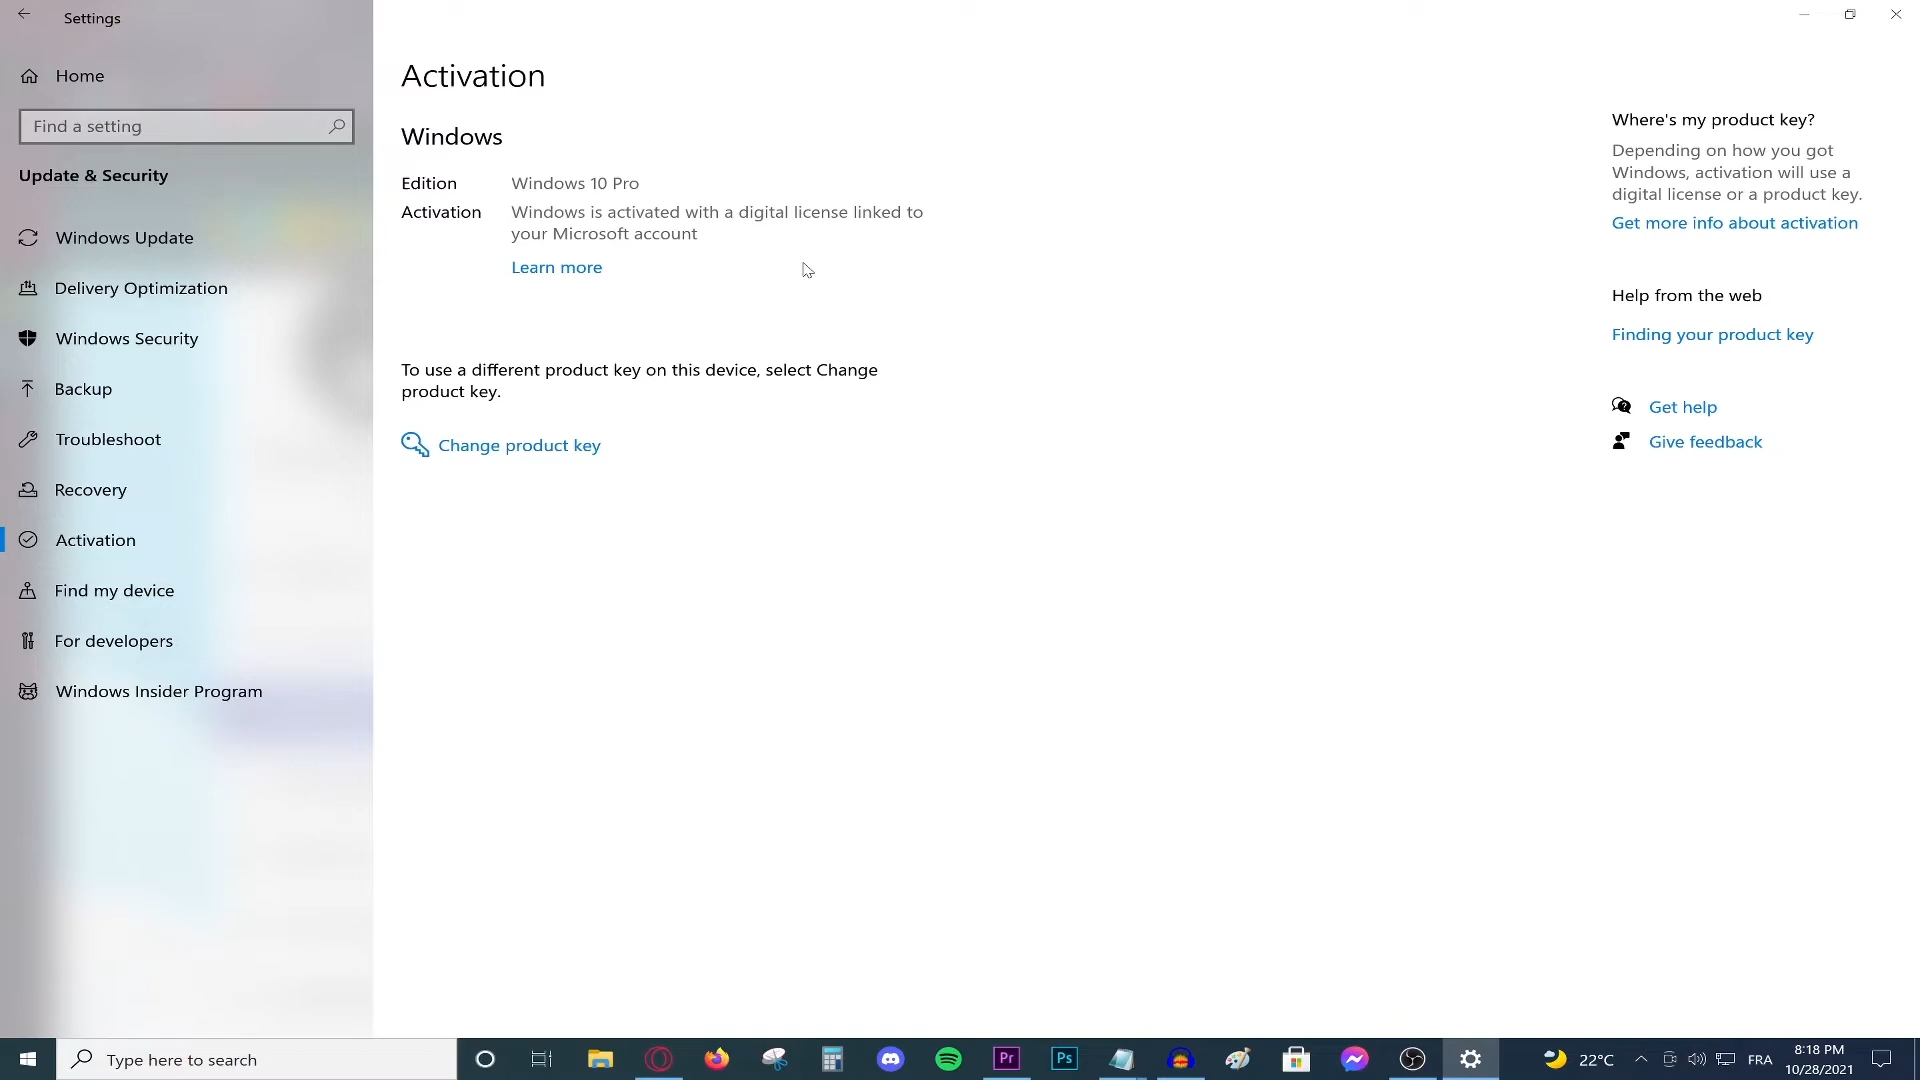 Settings
Home
Find a setting
Update & Security
Windows Update
Delivery Optimization
Windows Security
Backup
Troubleshoot
Recovery
Activation
Find my device
For developers
Windows Insider Program
Activation
Windows
Edition Windows 10 Pro
Activation Windows is activated with a digital license linked to
your Microsoft account
Learn more
To use a different product key on this device, select Change
product key.
Change product key
Where's my product key?
Depending on how you got
Windows, activation will use a
digital license or a product key.
Get more info about activation
Help from the web
Finding your product key
Get help
Give feedback
Type here to search
Pr
Ps
22°C
FRA
8:18 PM
10/28/2021